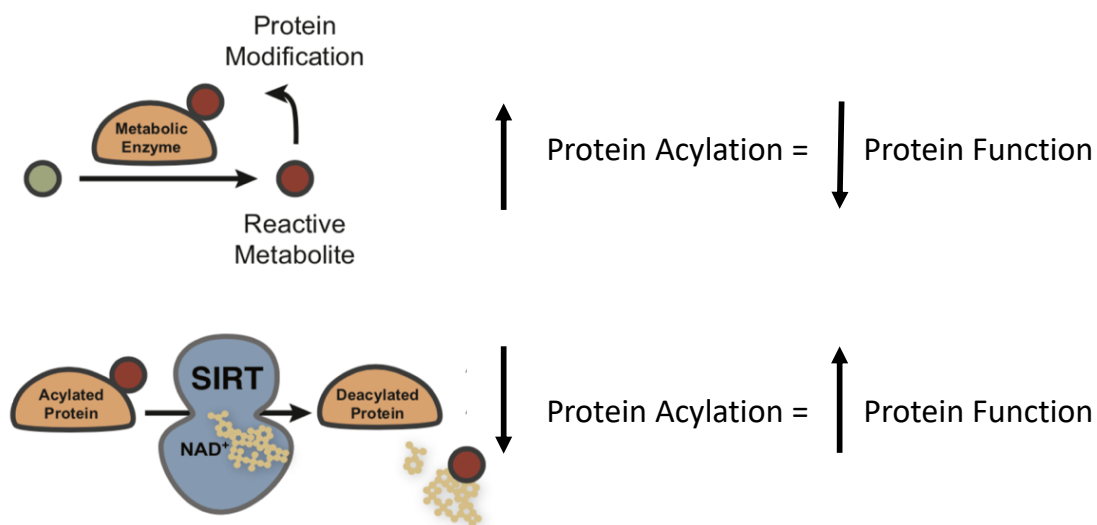 Protein
Modification
Metabolic
Enzyme
Reactive
Metabolite
Protein Acylation = Protein Function
SIRT
NAD+
Acylated
Protein
Deacylated
Protein
Protein Acylation = Protein Function